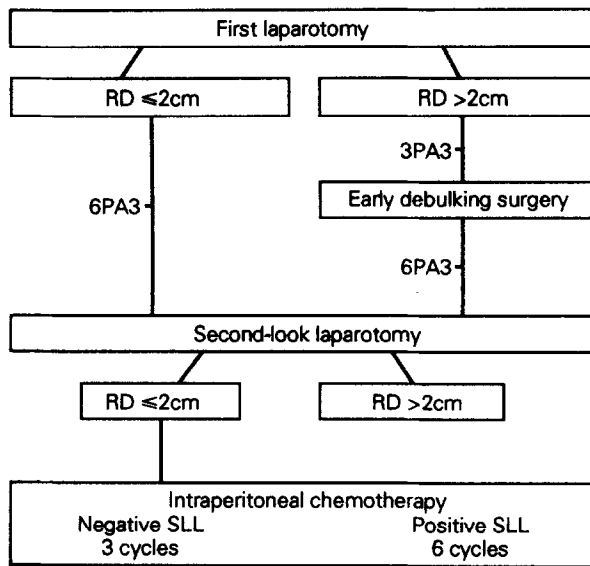 First laparotomy
RD ⩽2cm
RD >2cm
3PA3
6PA3
Early debulking surgery
6PA3
Second-look laparotomy
RD ⩽2cm
RD >2cm
Intraperitoneal chemotherapy
Negative SLL
Positive SLL
3 cycles
6 cycles